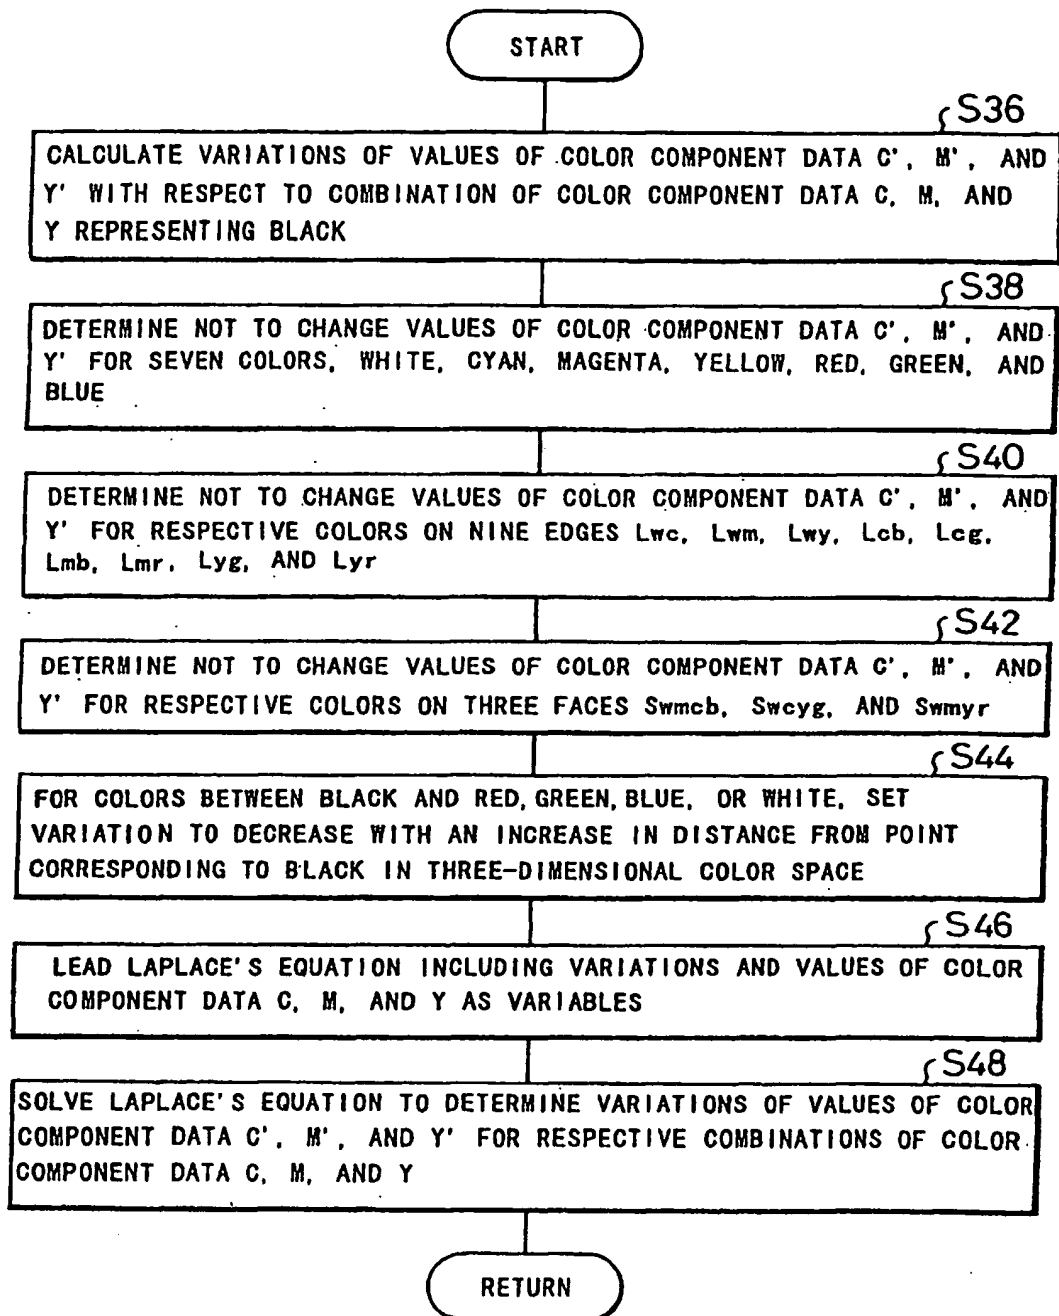 START
S36
CALCULATE VARIATIONS OF VALUES OF COLOR COMPONENT DATA C', M', AND
Y' WITH RESPECT TO COMBINATION OF COLOR COMPONENT DATA C, M, AND
Y REPRESENTING BLACK
S38
DETERMINE NOT TO CHANGE VALUES OF COLOR COMPONENT DATA C', M', AND
Y' FOR SEVEN COLORS, WHITE, CYAN, MAGENTA, YELLOW, RED, GREEN, AND
BLUE
S40
DETERMINE NOT TO CHANGE VALUES OF COLOR COMPONENT DATA C', M', AND
Y' FOR RESPECTIVE COLORS ON NINE EDGES Lwc, Lwm, Lwy, Lcb, Lcg,
Lmb, Lmr, Lyg, AND Lyr
S42
DETERMINE NOT TO CHANGE VALUES OF COLOR COMPONENT DATA C', M', AND
Y' FOR RESPECTIVE COLORS ON THREE FACES Swmcb, Swcyg, AND Swmyr
S44
FOR COLORS BETWEEN BLACK AND RED, GREEN, BLUE, OR WHITE, SET
VARIATION TO DECREASE WITH AN INCREASE IN DISTANCE FROM POINT
CORRESPONDING TO BLACK IN THREE-DIMENSIONAL COLOR SPACE
S46
LEAD LAPLACE'S EQUATION INCLUDING VARIATIONS AND VALUES OF COLOR
COMPONENT DATA C, M, AND Y AS VARIABLES
S48
SOLVE LAPLACE'S EQUATION TO DETERMINE VARIATIONS OF VALUES OF COLOR
COMPONENT DATA C', M', AND Y' FOR RESPECTIVE COMBINATIONS OF COLOR
COMPONENT DATA C, M, AND Y
RETURN